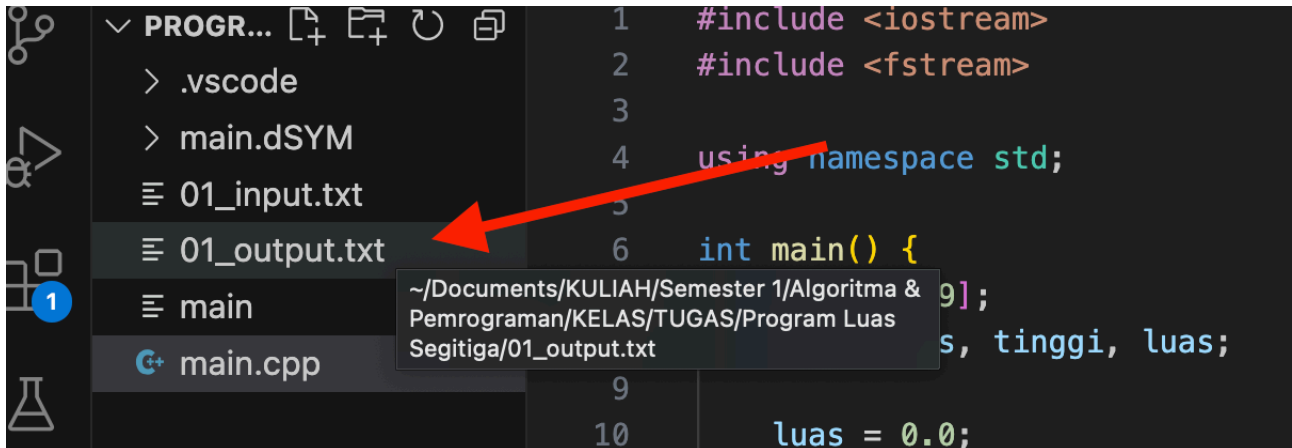 PROGR...
.vscode
main.dSYM
01_input.txt
01_output.txt
main
main.cpp
1
~/Documents/KULIAH/Semester 1/Algoritma &
Pemrograman/KELAS/TUGAS/Program Luas
Segitiga/01_output.txt
1 #include <iostream>
2 #include <fstream>
3
4 using namespace std;
5
6 int main() {
9];
s, tinggi, luas;
9
10 luas = 0.0;